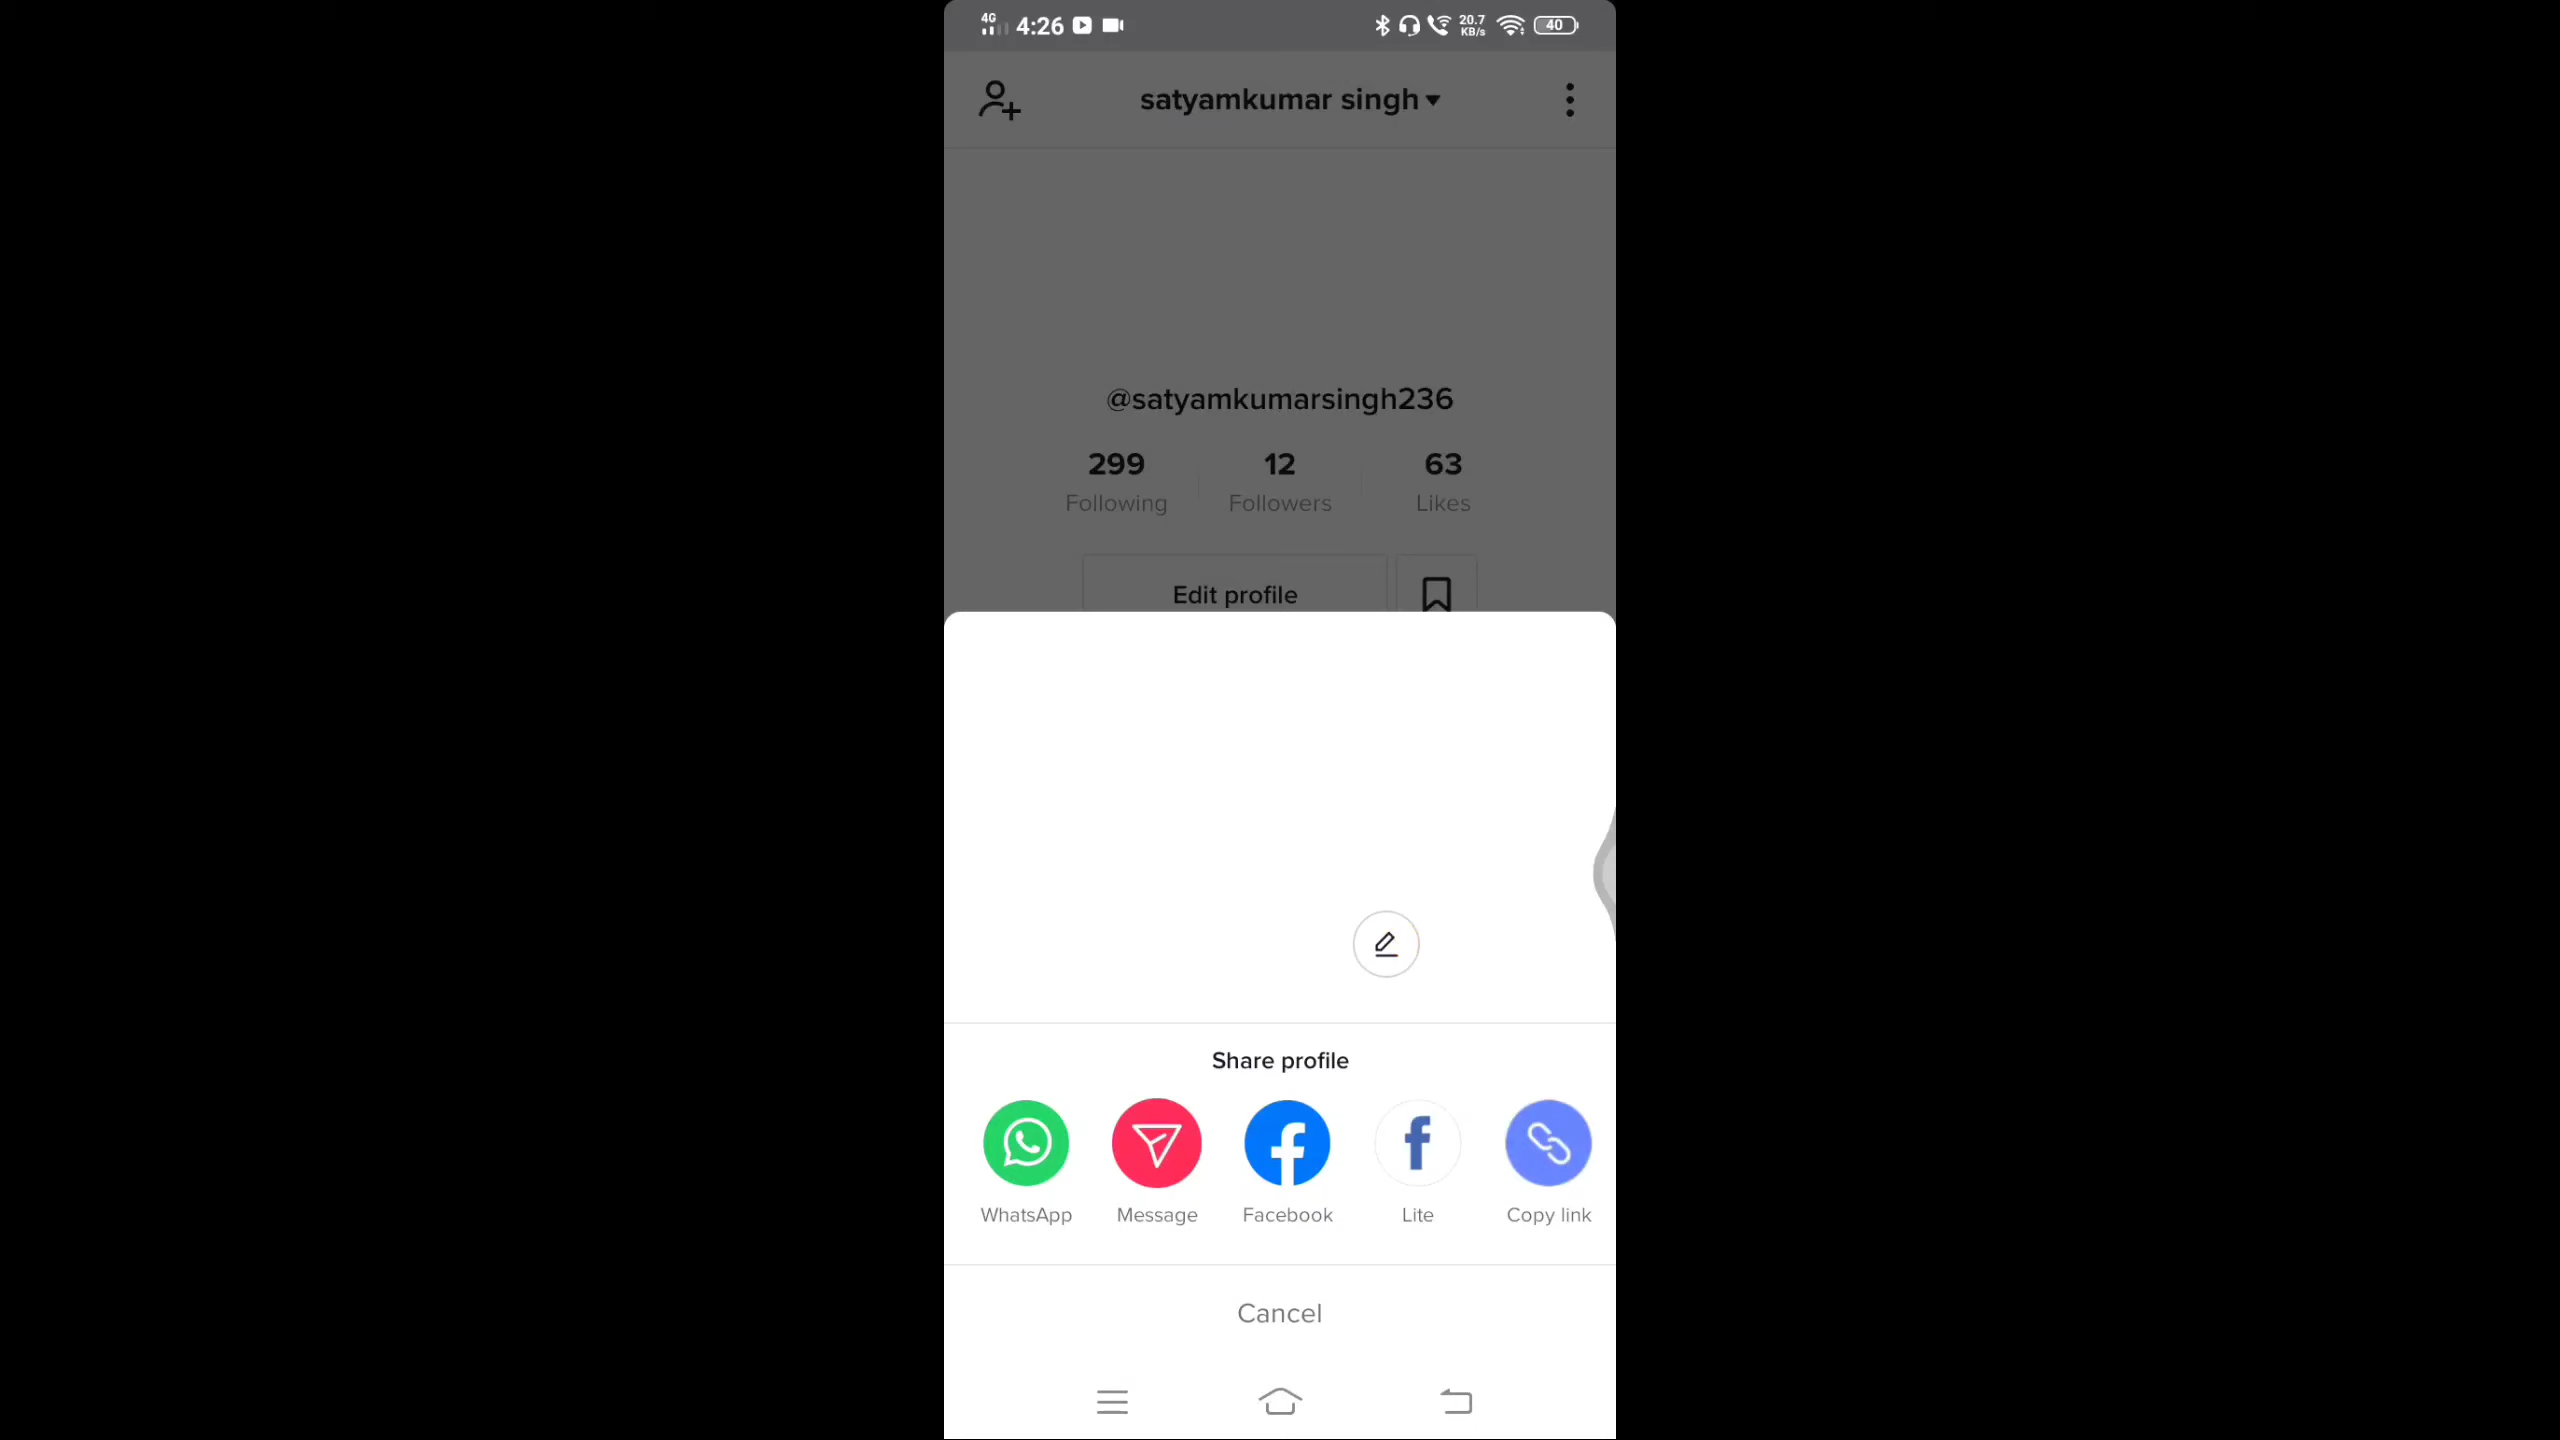 4G 4:26 20.7 KB/s 40
satyamkumar singh
@satyamkumarsingh236
299 12 63
Following Followers Likes
Edit profile
Share profile
WhatsApp Message Facebook Lite Copy link
Cancel